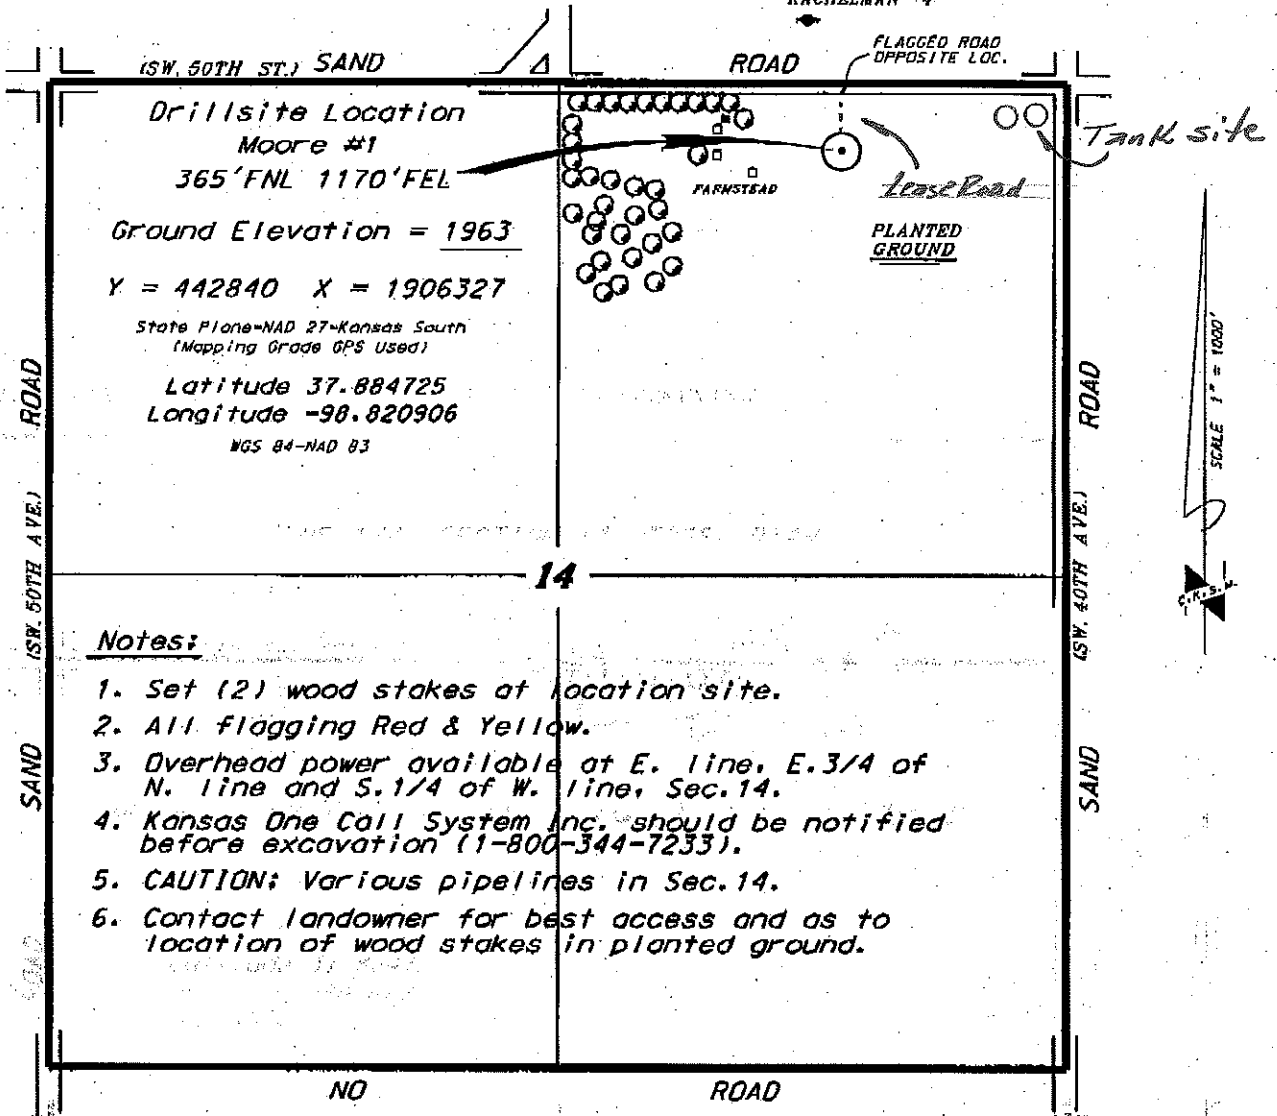 FLAGGED ROAD
OPPOSITE LOC.
(SW. 50TH ST.) SAND
ROAD
Drillsite Location
Moore #1
365'FNL 1170'FEL
Ground Elevation = 1963
Y = 442840 X = 1906327
State Plane-NAD 27-Kansas South
(Mapping Grade GPS Used)
Latitude 37.884725
Longitude -98.820906
WGS 84-NAD 83
FARMSTEAD
Lease Road
PLANTED
GROUND
Tank site
SCALE 1" = 1000'
C.K.S.M.
ROAD
(SW. 50TH AVE.)
SAND
ROAD
(SW. 40TH AVE.)
SAND
14
Notes:
1. Set (2) wood stakes at location site.
2. All flagging Red & Yellow.
3. Overhead power available at E. line, E.3/4 of
N. line and S.1/4 of W. line, Sec.14.
4. Kansas One Call System Inc. should be notified
before excavation (1-800-344-7233).
5. CAUTION: Various pipelines in Sec.14.
6. Contact landowner for best access and as to
location of wood stakes in planted ground.
NO
ROAD